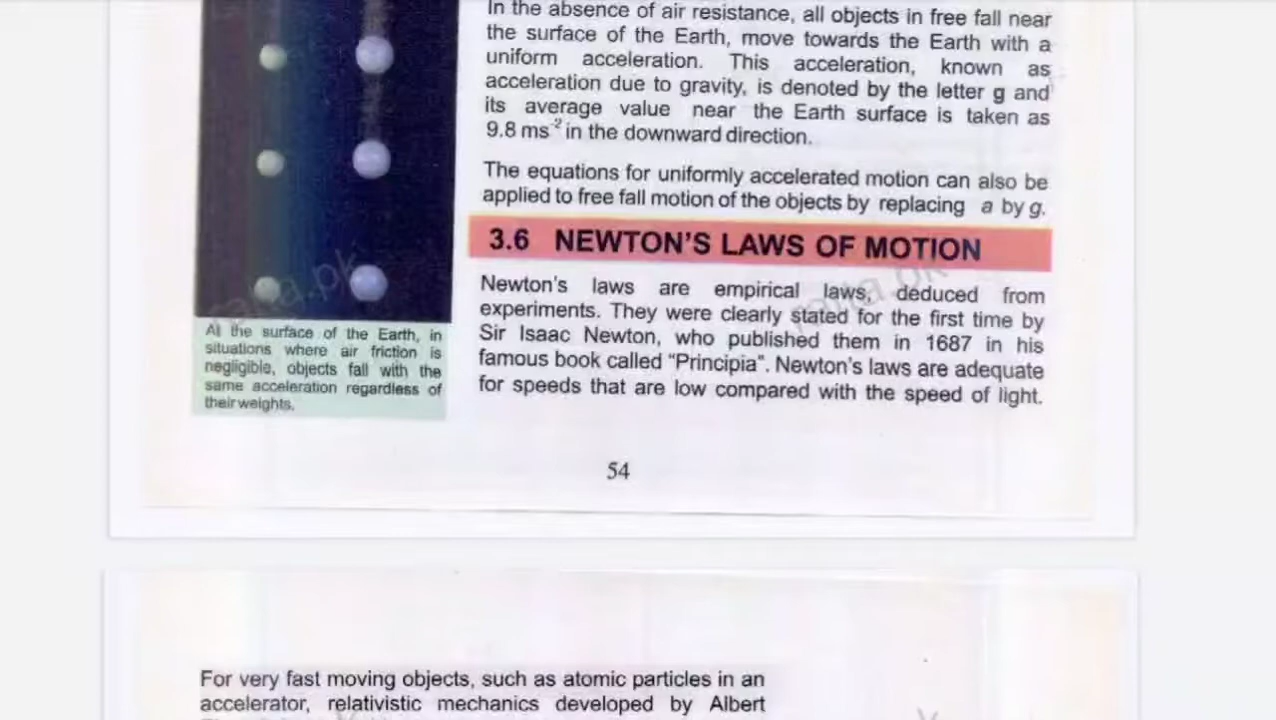 In the absence of air resistance, all objects in free fall near
the surface of the Earth, move towards the Earth with a
uniform acceleration. This acceleration, known as
acceleration due to gravity, is denoted by the letter g and
its average value near the Earth surface is taken as
9.8 ms⁻² in the downward direction.
The equations for uniformly accelerated motion can also be
applied to free fall motion of the objects by replacing a by g.
3.6 NEWTON'S LAWS OF MOTION
Newton's laws are empirical laws, deduced from
experiments. They were clearly stated for the first time by
Sir Isaac Newton, who published them in 1687 in his
famous book called "Principia". Newton's laws are adequate
for speeds that are low compared with the speed of light.
At the surface of the Earth, in
situations where air friction is
negligible, objects fall with the
same acceleration regardless of
their weights.
54
For very fast moving objects, such as atomic particles in an
accelerator, relativistic mechanics developed by Albert